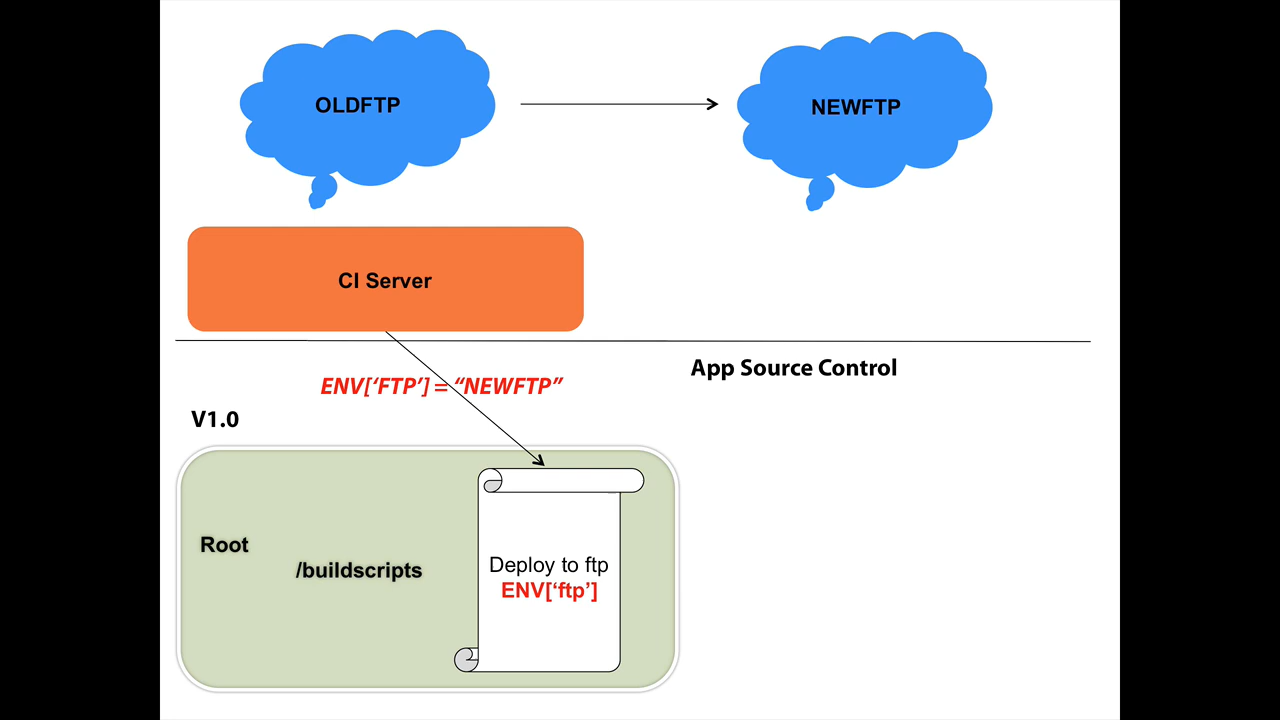 OLDFTP
NEWFTP
CI Server
App Source Control
ENV[‘FTP’] = “NEWFTP”
V1.0
Root
/buildscripts
Deploy to ftp
ENV[‘ftp’]